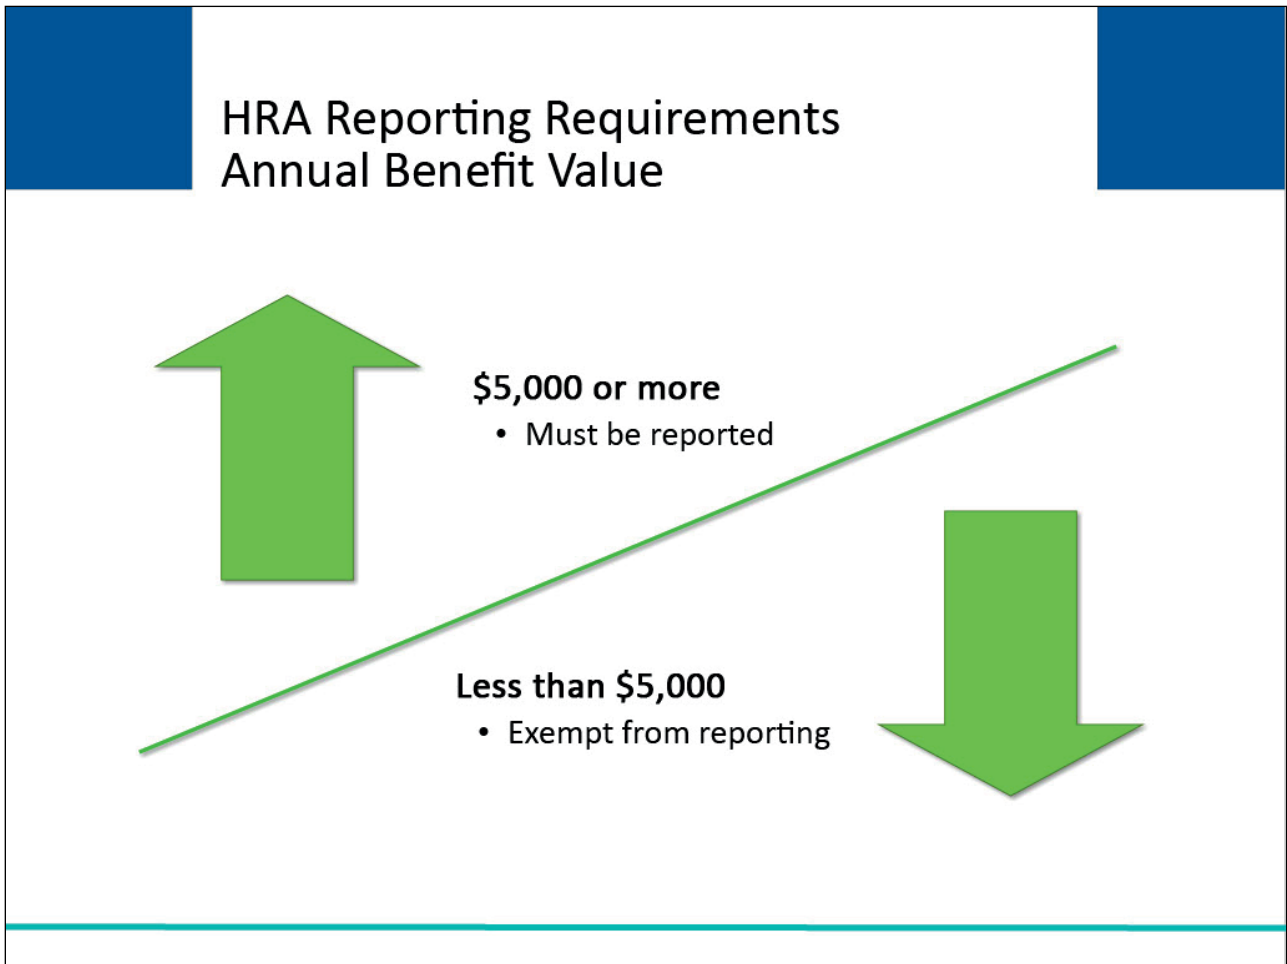 HRA Reporting Requirements
Annual Benefit Value
$5,000 or more
• Must be reported
Less than $5,000
• Exempt from reporting